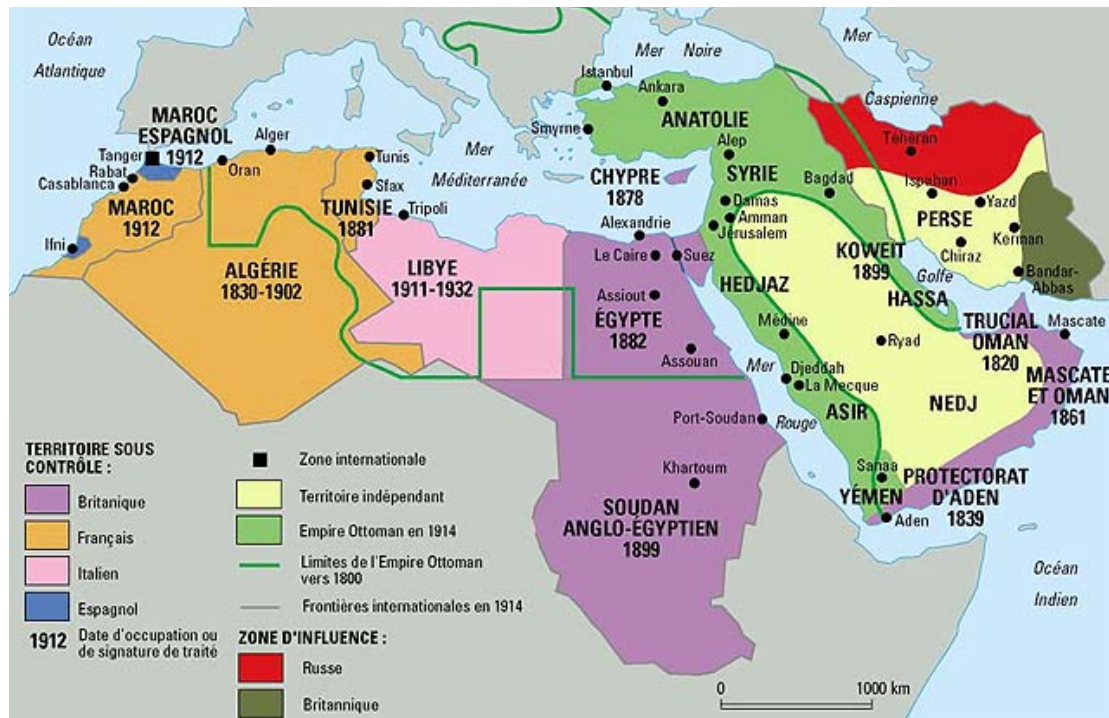 Océan
Atlantique
Mer Noire
Mer
Caspienne
Istanbul
Ankara
ANATOLIE
Smyrne
MAROC
ESPAGNOL
1912
Tanger
Rabat
Casablanca
Alger
Oran
Tunis
Sfax
Mer
Méditerranée
CHYPRE
1878
Alep
SYRIE
Téhéran
Bagdad
Ispahan
Yazd
PERSE
Kerman
Chiraz
Bandar-
Abbas
MAROC
1912
Ifni
TUNISIE
1881
Tripoli
Alexandrie
Damas
Amman
Jérusalem
Le Caire
Suez
KOWEIT
1899
Golfe
ALGÉRIE
1830-1902
LIBYE
1911-1932
Assiout
ÉGYPTE
1882
Assouan
HEDJAZ
HASSA
Médine
Ryad
TRUCIAL
OMAN
1820
Mascate
MASCATE
ET OMAN
1861
Mer
Rouge
Djeddah
La Mecque
ASIR
NEDJ
Port-Soudan
Khartoum
SOUDAN
ANGLO-ÉGYPTIEN
1899
Sanaa
YÉMEN
Aden
PROTECTORAT
D'ADEN
1839
Océan
Indien
TERRITOIRE SOUS
CONTRÔLE :
Britanique
Français
Italien
Espagnol
1912 Date d'occupation ou
de signature de traité
Zone internationale
Territoire indépendant
Empire Ottoman en 1914
Limites de l'Empire Ottoman
vers 1800
Frontières internationales en 1914
ZONE D'INFLUENCE :
Russe
Britannique
0 1000 km